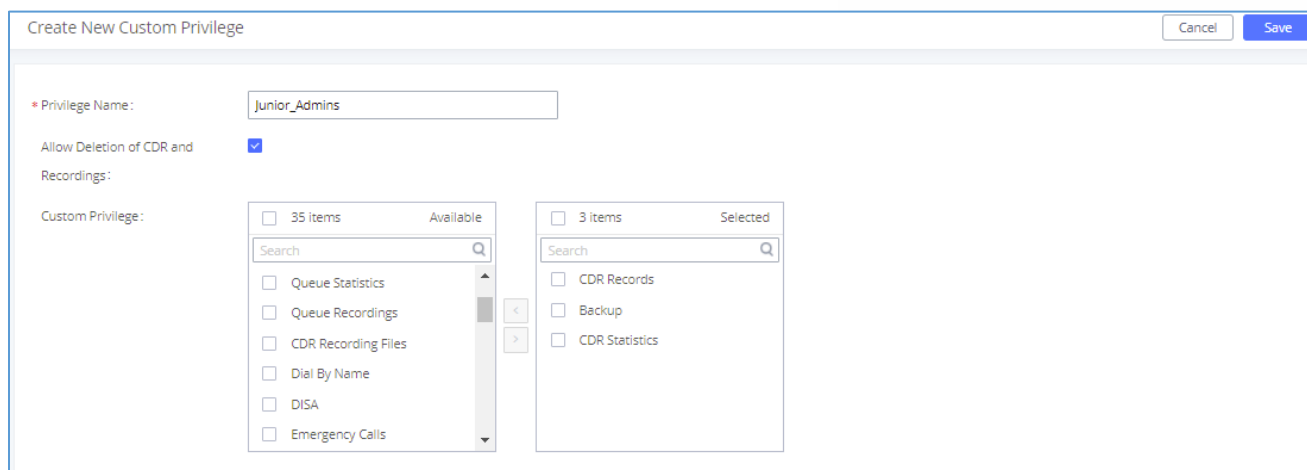 Create New Custom Privilege
Cancel
Save
* Privilege Name:
Junior_Admins
Allow Deletion of CDR and
Recordings:
Custom Privilege:
35 items Available
Search
Queue Statistics
Queue Recordings
CDR Recording Files
Dial By Name
DISA
Emergency Calls
<
>
3 items Selected
Search
CDR Records
Backup
CDR Statistics